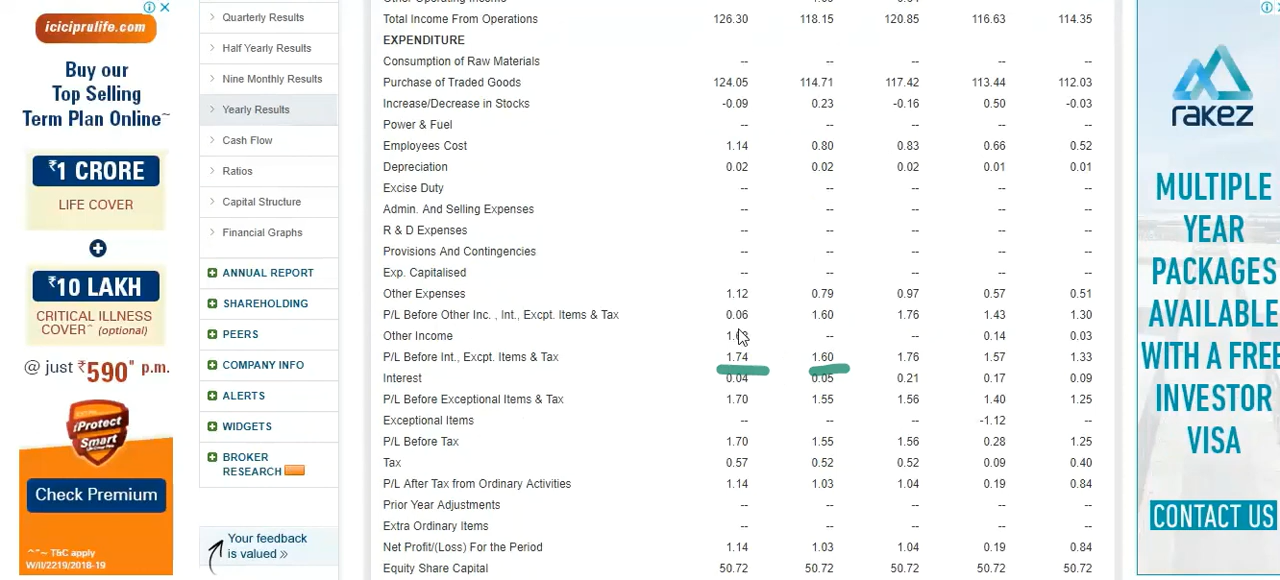 iciciprulife.com
Buy our
Top Selling
Term Plan Online~
₹1 CRORE
LIFE COVER
₹10 LAKH
CRITICAL ILLNESS
COVER^ (optional)
@ just ₹590" p.m.
iProtect
Smart
Check Premium
^"~ T&C apply
W/II/2219/2018-19
Quarterly Results
Half Yearly Results
Nine Monthly Results
Yearly Results
Cash Flow
Ratios
Capital Structure
Financial Graphs
ANNUAL REPORT
SHAREHOLDING
PEERS
COMPANY INFO
ALERTS
WIDGETS
BROKER
RESEARCH
Your feedback
is valued »
Total Income From Operations 126.30 118.15 120.85 116.63 114.35
EXPENDITURE
Consumption of Raw Materials -- -- -- -- --
Purchase of Traded Goods 124.05 114.71 117.42 113.44 112.03
Increase/Decrease in Stocks -0.09 0.23 -0.16 0.50 -0.03
Power & Fuel -- -- -- -- --
Employees Cost 1.14 0.80 0.83 0.66 0.52
Depreciation 0.02 0.02 0.02 0.01 0.01
Excise Duty -- -- -- -- --
Admin. And Selling Expenses -- -- -- -- --
R & D Expenses -- -- -- -- --
Provisions And Contingencies -- -- -- -- --
Exp. Capitalised -- -- -- -- --
Other Expenses 1.12 0.79 0.97 0.57 0.51
P/L Before Other Inc. , Int., Excpt. Items & Tax 0.06 1.60 1.76 1.43 1.30
Other Income -- -- 0.14 0.03
P/L Before Int., Excpt. Items & Tax 1.74 1.60 1.76 1.57 1.33
Interest 0.04 0.05 0.21 0.17 0.09
P/L Before Exceptional Items & Tax 1.70 1.55 1.56 1.40 1.25
Exceptional Items -- -- -- -1.12 --
P/L Before Tax 1.70 1.55 1.56 0.28 1.25
Tax 0.57 0.52 0.52 0.09 0.40
P/L After Tax from Ordinary Activities 1.14 1.03 1.04 0.19 0.84
Prior Year Adjustments -- -- -- -- --
Extra Ordinary Items -- -- -- -- --
Net Profit/(Loss) For the Period 1.14 1.03 1.04 0.19 0.84
Equity Share Capital 50.72 50.72 50.72 50.72 50.72
rakez
MULTIPLE
YEAR
PACKAGES
AVAILABLE
WITH A FREE
INVESTOR
VISA
CONTACT US